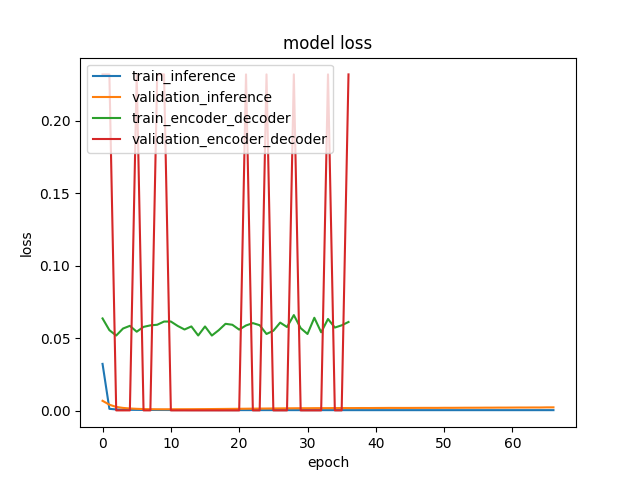 model loss
train_inference
validation_inference
train_encoder_decoder
validation_encoder_decoder
0.20
0.15
0.10
0.05
0.00
loss
0 10 20 30 40 50 60
epoch